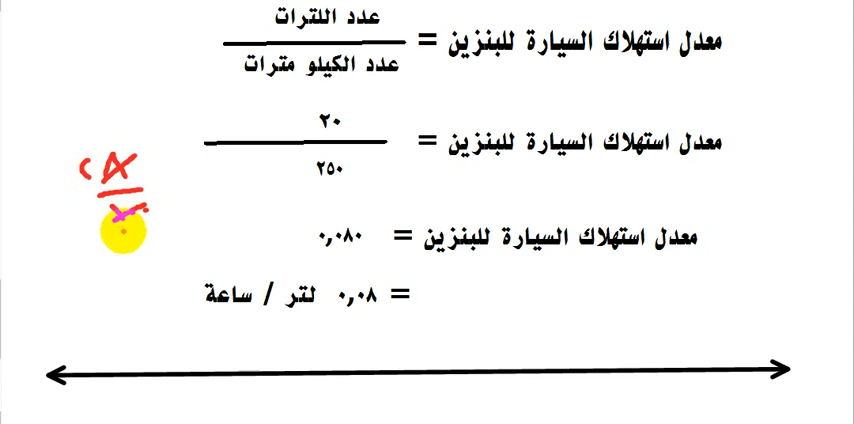 معدل استهلاك السيارة للبنزين = عدد اللترات
عدد الكيلو مترات
معدل استهلاك السيارة للبنزين = ٢٠
٢٥٠
معدل استهلاك السيارة للبنزين = ٠,٠٨٠
= ٠,٠٨ لتر / ساعة